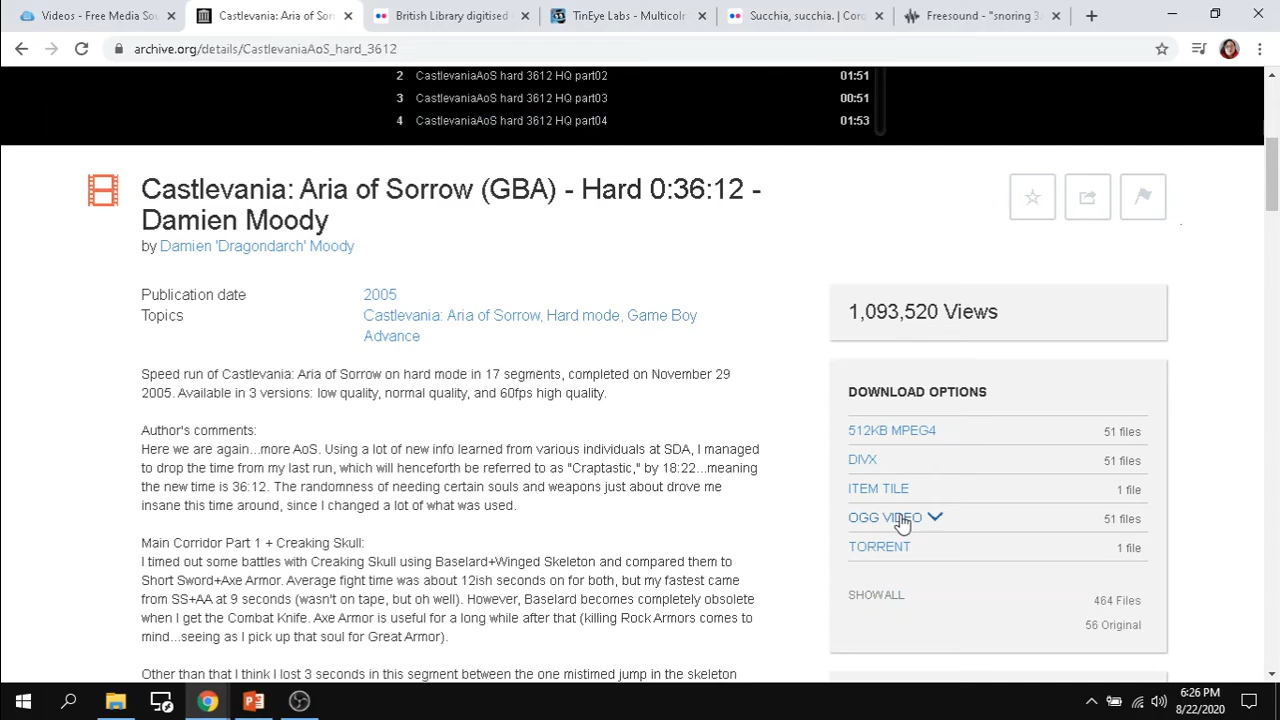 Videos - Free Media So
Castlevania: Aria of Sor
British Library digitised
TinEye Labs - Multicol
Succhia, succhia. | Co
Freesound - "snoring 3
archive.org/details/CastlevaniaAoS_hard_3612
2 CastlevaniaAoS hard 3612 HQ part02 01:51
3 CastlevaniaAoS hard 3612 HQ part03 00:51
4 CastlevaniaAoS hard 3612 HQ part04 01:53
Castlevania: Aria of Sorrow (GBA) - Hard 0:36:12 -
Damien Moody
by Damien 'Dragondarch' Moody
Publication date 2005
Topics Castlevania: Aria of Sorrow, Hard mode, Game Boy
Advance
Speed run of Castlevania: Aria of Sorrow on hard mode in 17 segments, completed on November 29
2005. Available in 3 versions: low quality, normal quality, and 60fps high quality.
Author's comments:
Here we are again...more AoS. Using a lot of new info learned from various individuals at SDA, I managed
to drop the time from my last run, which will henceforth be referred to as "Craptastic," by 18:22...meaning
the new time is 36:12. The randomness of needing certain souls and weapons just about drove me
insane this time around, since I changed a lot of what was used.
Main Corridor Part 1 + Creaking Skull:
I timed out some battles with Creaking Skull using Baselard+Winged Skeleton and compared them to
Short Sword+Axe Armor. Average fight time was about 12ish seconds on for both, but my fastest came
from SS+AA at 9 seconds (wasn't on tape, but oh well). However, Baselard becomes completely obsolete
when I get the Combat Knife. Axe Armor is useful for a long while after that (killing Rock Armors comes to
mind...seeing as I pick up that soul for Great Armor).
Other than that I think I lost 3 seconds in this segment between the one mistimed jump in the skeleton
1,093,520 Views
DOWNLOAD OPTIONS
512KB MPEG4 51 files
DIVX 51 files
ITEM TILE 1 file
OGG VIDEO 51 files
TORRENT 1 file
SHOW ALL 464 Files
56 Original
6:26 PM
8/22/2020